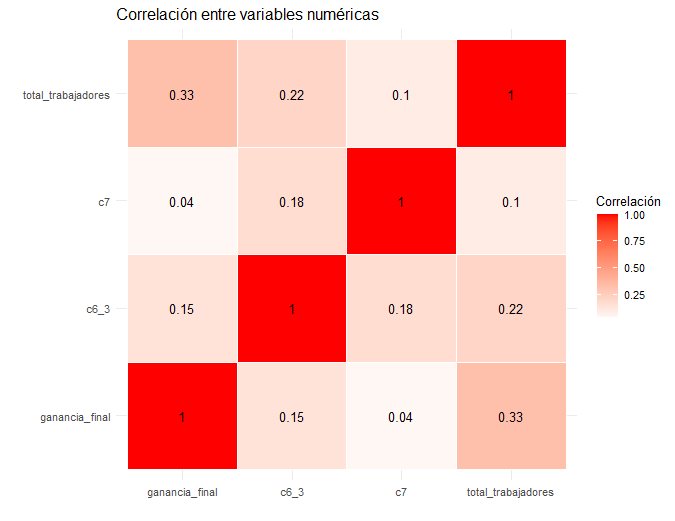 Correlación entre variables numéricas
total_trabajadores
0.33 0.22 0.1 1
c7
0.04 0.18 1 0.1
c6_3
0.15 1 0.18 0.22
ganancia_final
1 0.15 0.04 0.33
ganancia_final c6_3 c7 total_trabajadores
Correlación
1.00
0.75
0.50
0.25